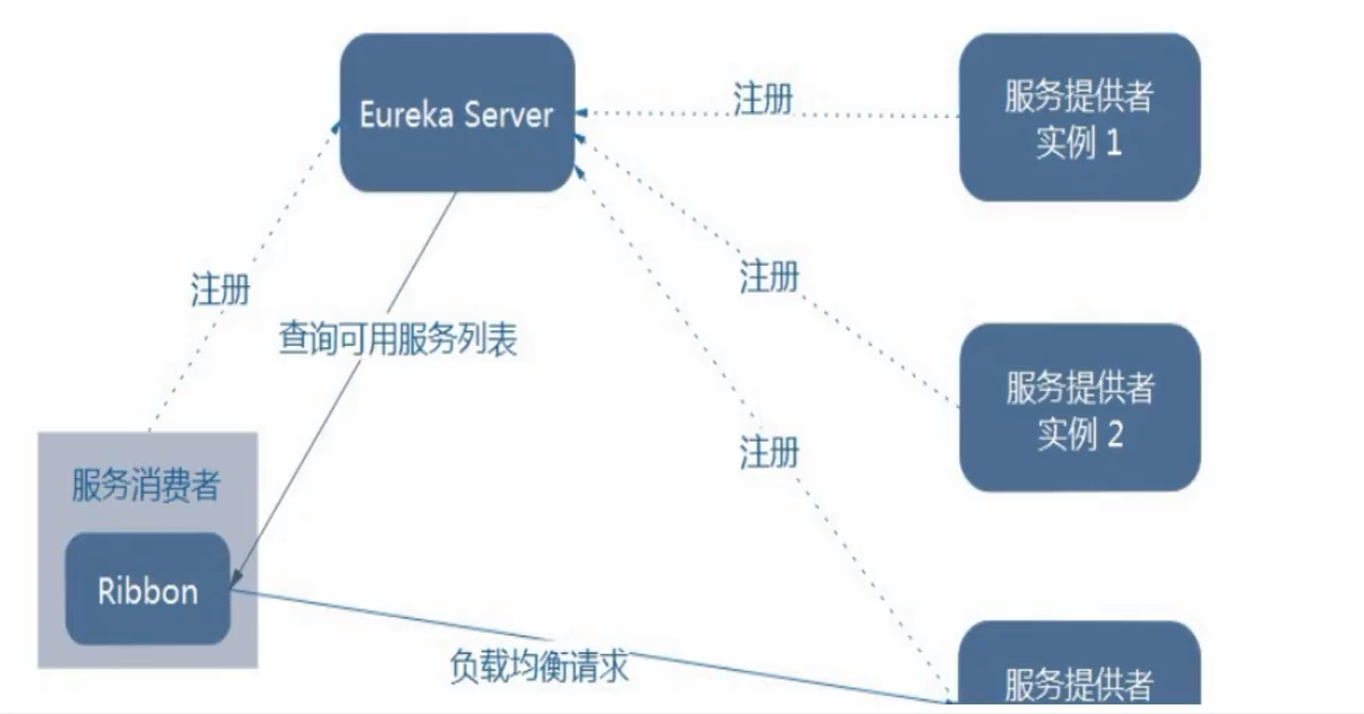 Eureka Server
注册
服务提供者
实例 1
注册
注册
查询可用服务列表
服务提供者
实例 2
注册
服务消费者
Ribbon
负载均衡请求
服务提供者